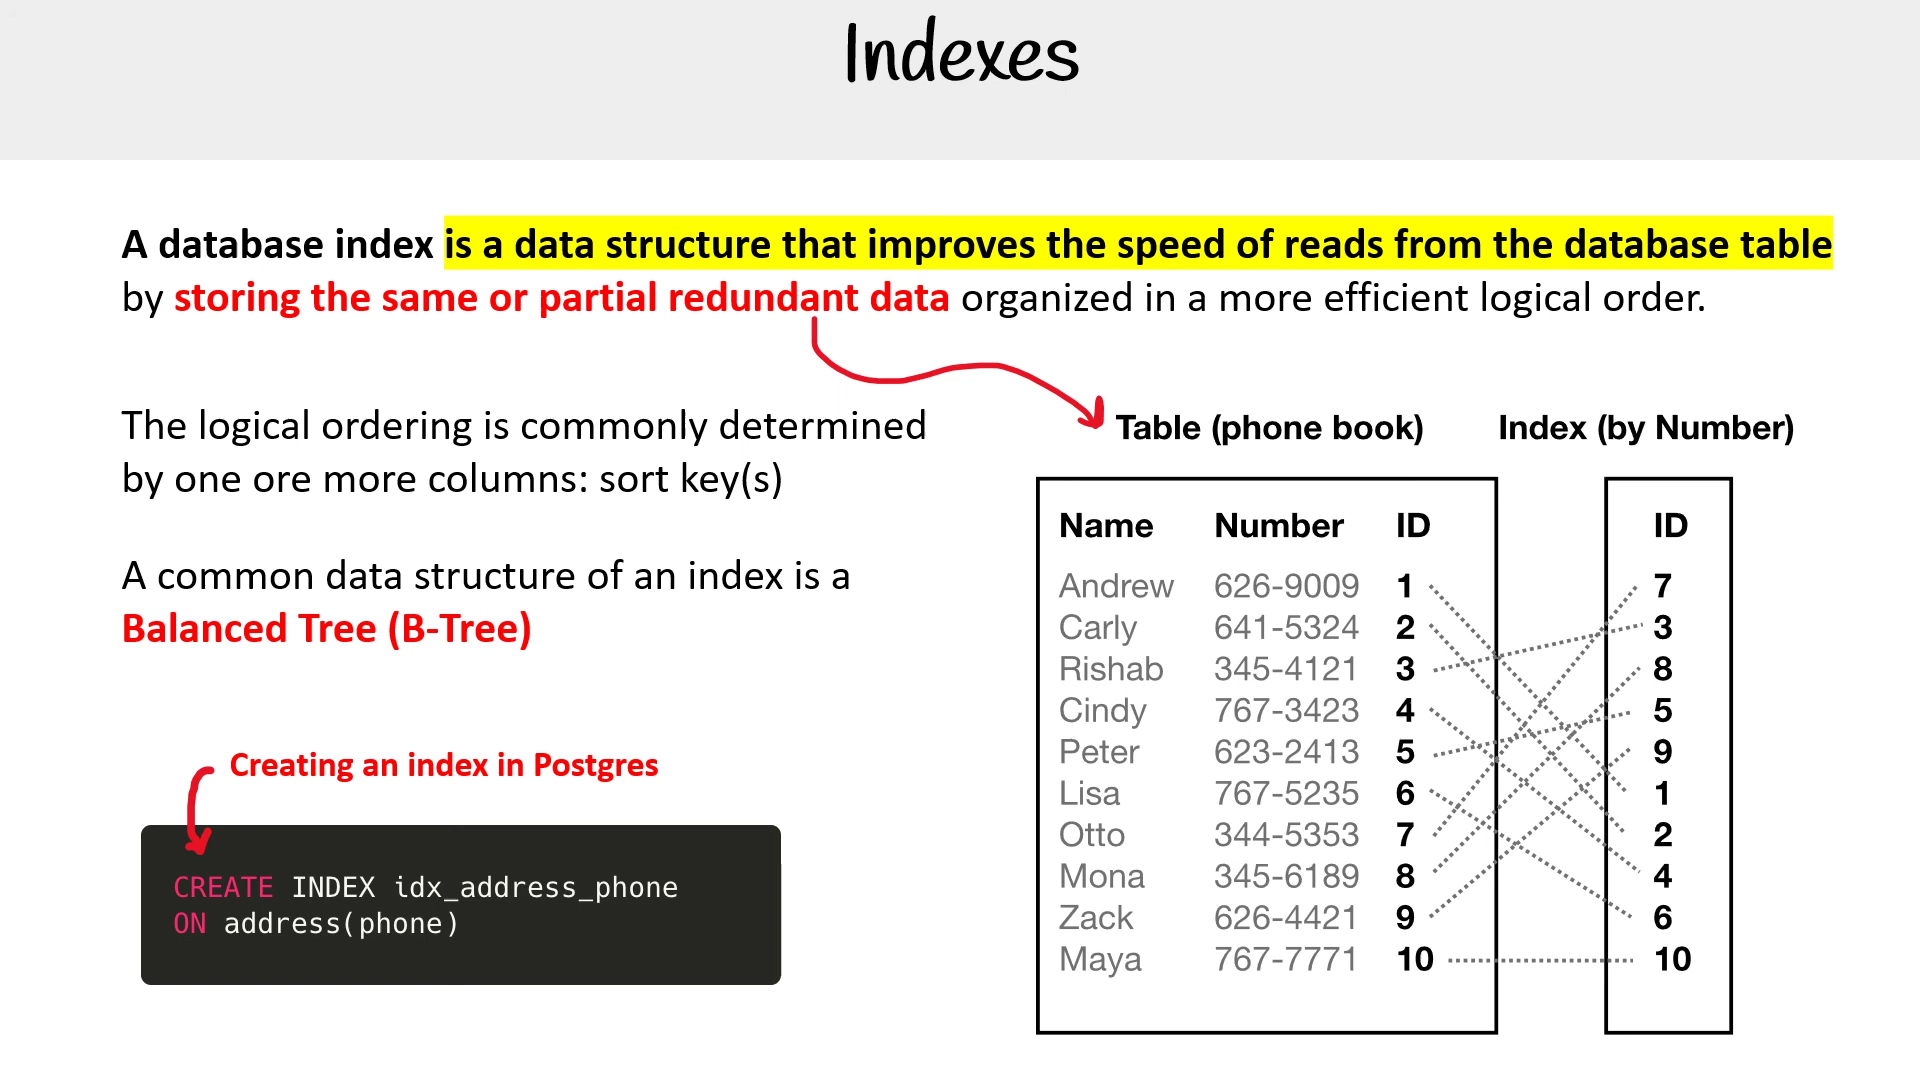 Indexes
A database index is a data structure that improves the speed of reads from the database table
by storing the same or partial redundant data organized in a more efficient logical order.
The logical ordering is commonly determined
by one ore more columns: sort key(s)
A common data structure of an index is a
Balanced Tree (B-Tree)
Creating an index in Postgres
CREATE INDEX idx_address_phone
ON address(phone)
Table (phone book)
Name Number ID
Andrew 626-9009 1
Carly 641-5324 2
Rishab 345-4121 3
Cindy 767-3423 4
Peter 623-2413 5
Lisa 767-5235 6
Otto 344-5353 7
Mona 345-6189 8
Zack 626-4421 9
Maya 767-7771 10
Index (by Number)
ID
7
3
8
5
9
1
2
4
6
10